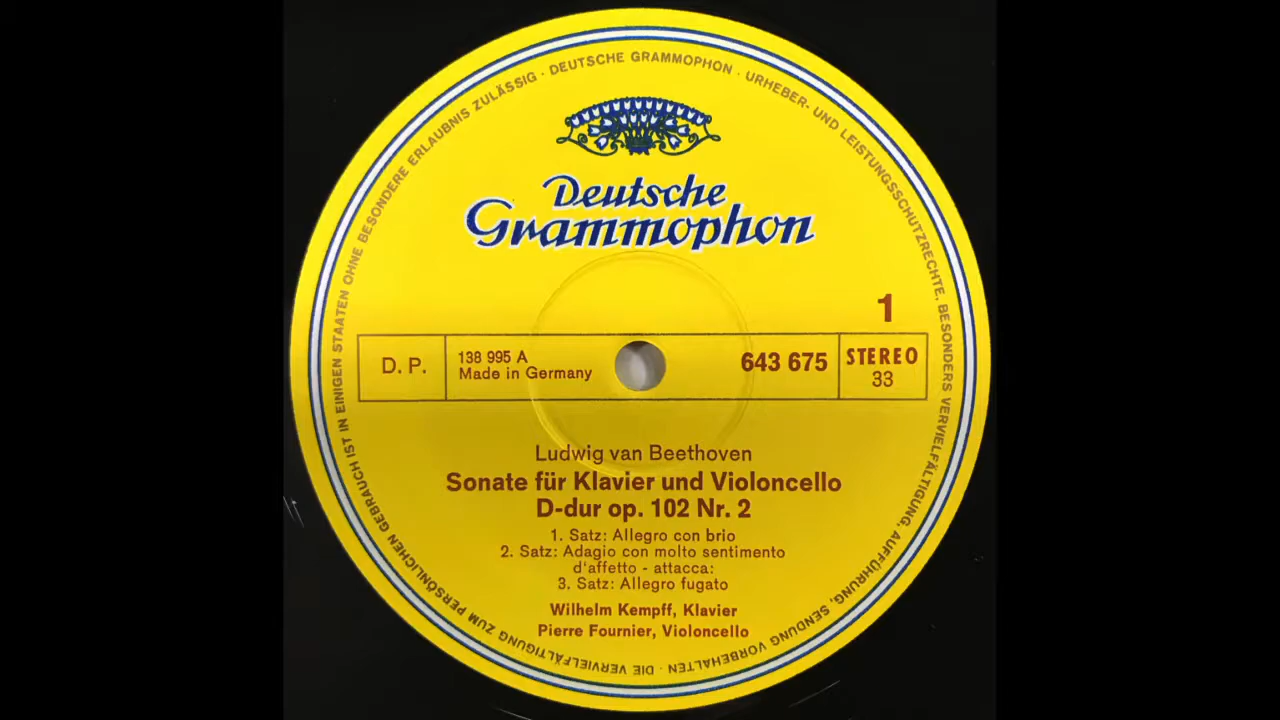 DEUTSCHE GRAMMOPHON · URHEBER- UND LEISTUNGSSCHUTZRECHTE, BESONDERS VERVIELFÄLTIGUNG, AUFFÜHRUNG, SENDUNG VORBEHALTEN · DIE VERVIELFÄLTIGUNG ZUM PERSÖNLICHEN GEBRAUCH IST IN EINIGEN STAATEN OHNE BESONDERE ERLAUBNIS ZULÄSSIG ·
Deutsche
Grammophon
1
D. P.
138 995 A
Made in Germany
643 675
STEREO
33
Ludwig van Beethoven
Sonate für Klavier und Violoncello
D-dur op. 102 Nr. 2
1. Satz: Allegro con brio
2. Satz: Adagio con molto sentimento
d'affetto - attacca:
3. Satz: Allegro fugato
Wilhelm Kempff, Klavier
Pierre Fournier, Violoncello